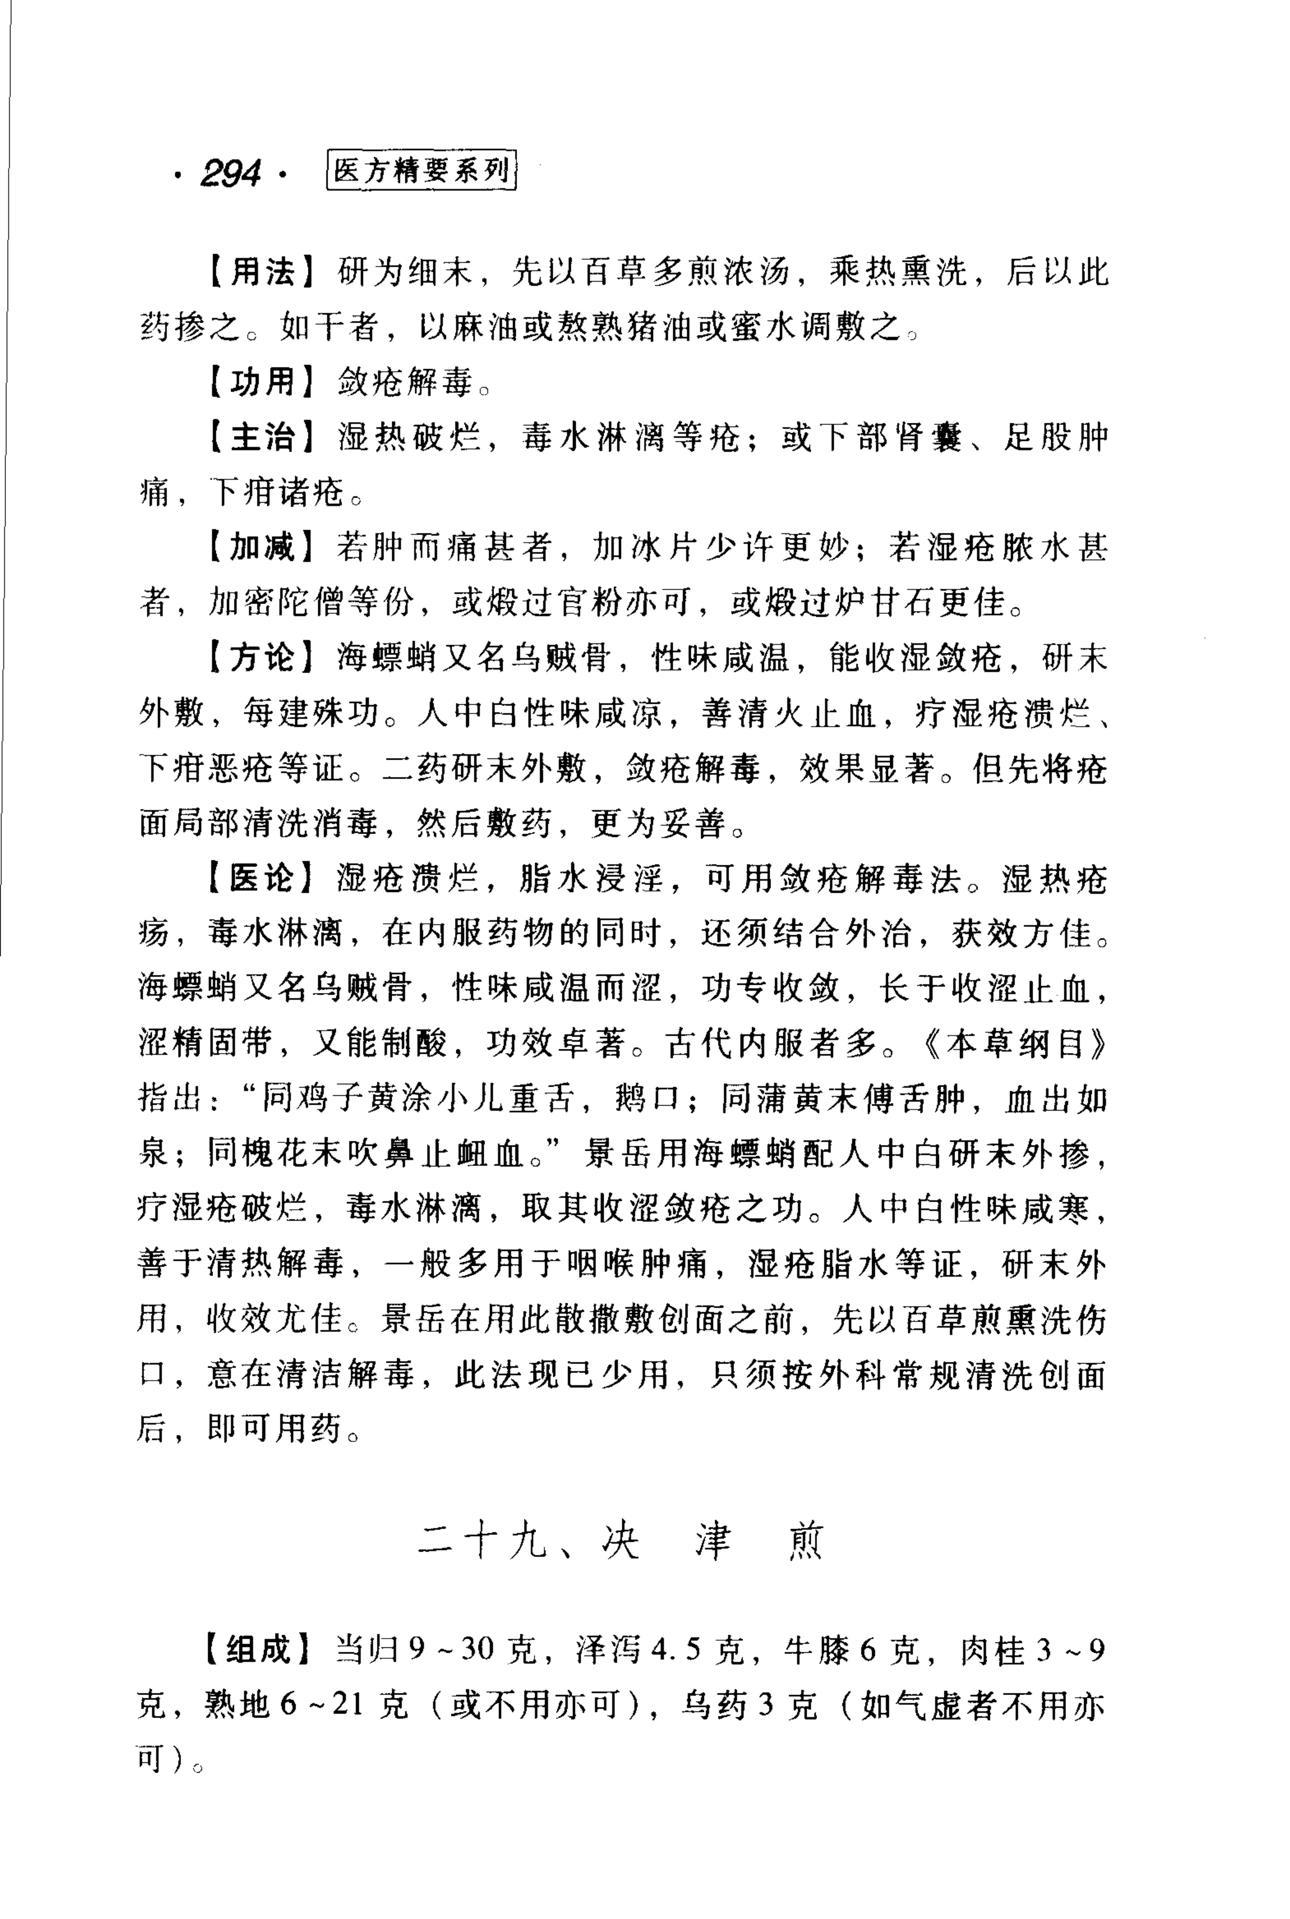 ·294· 医方精要系列
【用法】研为细末，先以百草多煎浓汤，乘热熏洗，后以此
药掺之。如干者，以麻油或熬熟猪油或蜜水调敷之。
【功用】敛疮解毒。
【主治】湿热破烂，毒水淋漓等疮；或下部肾囊、足股肿
痛，下疳诸疮。
【加减】若肿而痛甚者，加冰片少许更妙；若湿疮脓水甚
者，加密陀僧等份，或煅过官粉亦可，或煅过炉甘石更佳。
【方论】海螵蛸又名乌贼骨，性味咸温，能收湿敛疮，研末
外敷，每建殊功。人中白性味咸凉，善清火止血，疗湿疮溃烂、
下疳恶疮等证。二药研末外敷，敛疮解毒，效果显著。但先将疮
面局部清洗消毒，然后敷药，更为妥善。
【医论】湿疮溃烂，脂水浸淫，可用敛疮解毒法。湿热疮
疡，毒水淋漓，在内服药物的同时，还须结合外治，获效方佳。
海螵蛸又名乌贼骨，性味咸温而涩，功专收敛，长于收涩止血，
涩精固带，又能制酸，功效卓著。古代内服者多。《本草纲目》
指出：“同鸡子黄涂小儿重舌，鹅口；同蒲黄末傅舌肿，血出如
泉；同槐花末吹鼻止衄血。”景岳用海螵蛸配人中白研末外掺，
疗湿疮破烂，毒水淋漓，取其收涩敛疮之功。人中白性味咸寒，
善于清热解毒，一般多用于咽喉肿痛，湿疮脂水等证，研末外
用，收效尤佳。景岳在用此散撒敷创面之前，先以百草煎熏洗伤
口，意在清洁解毒，此法现已少用，只须按外科常规清洗创面
后，即可用药。
二十九、决 津 煎
【组成】当归9~30克，泽泻4.5克，牛膝6克，肉桂3~9
克，熟地6~21克（或不用亦可），乌药3克（如气虚者不用亦
可）。